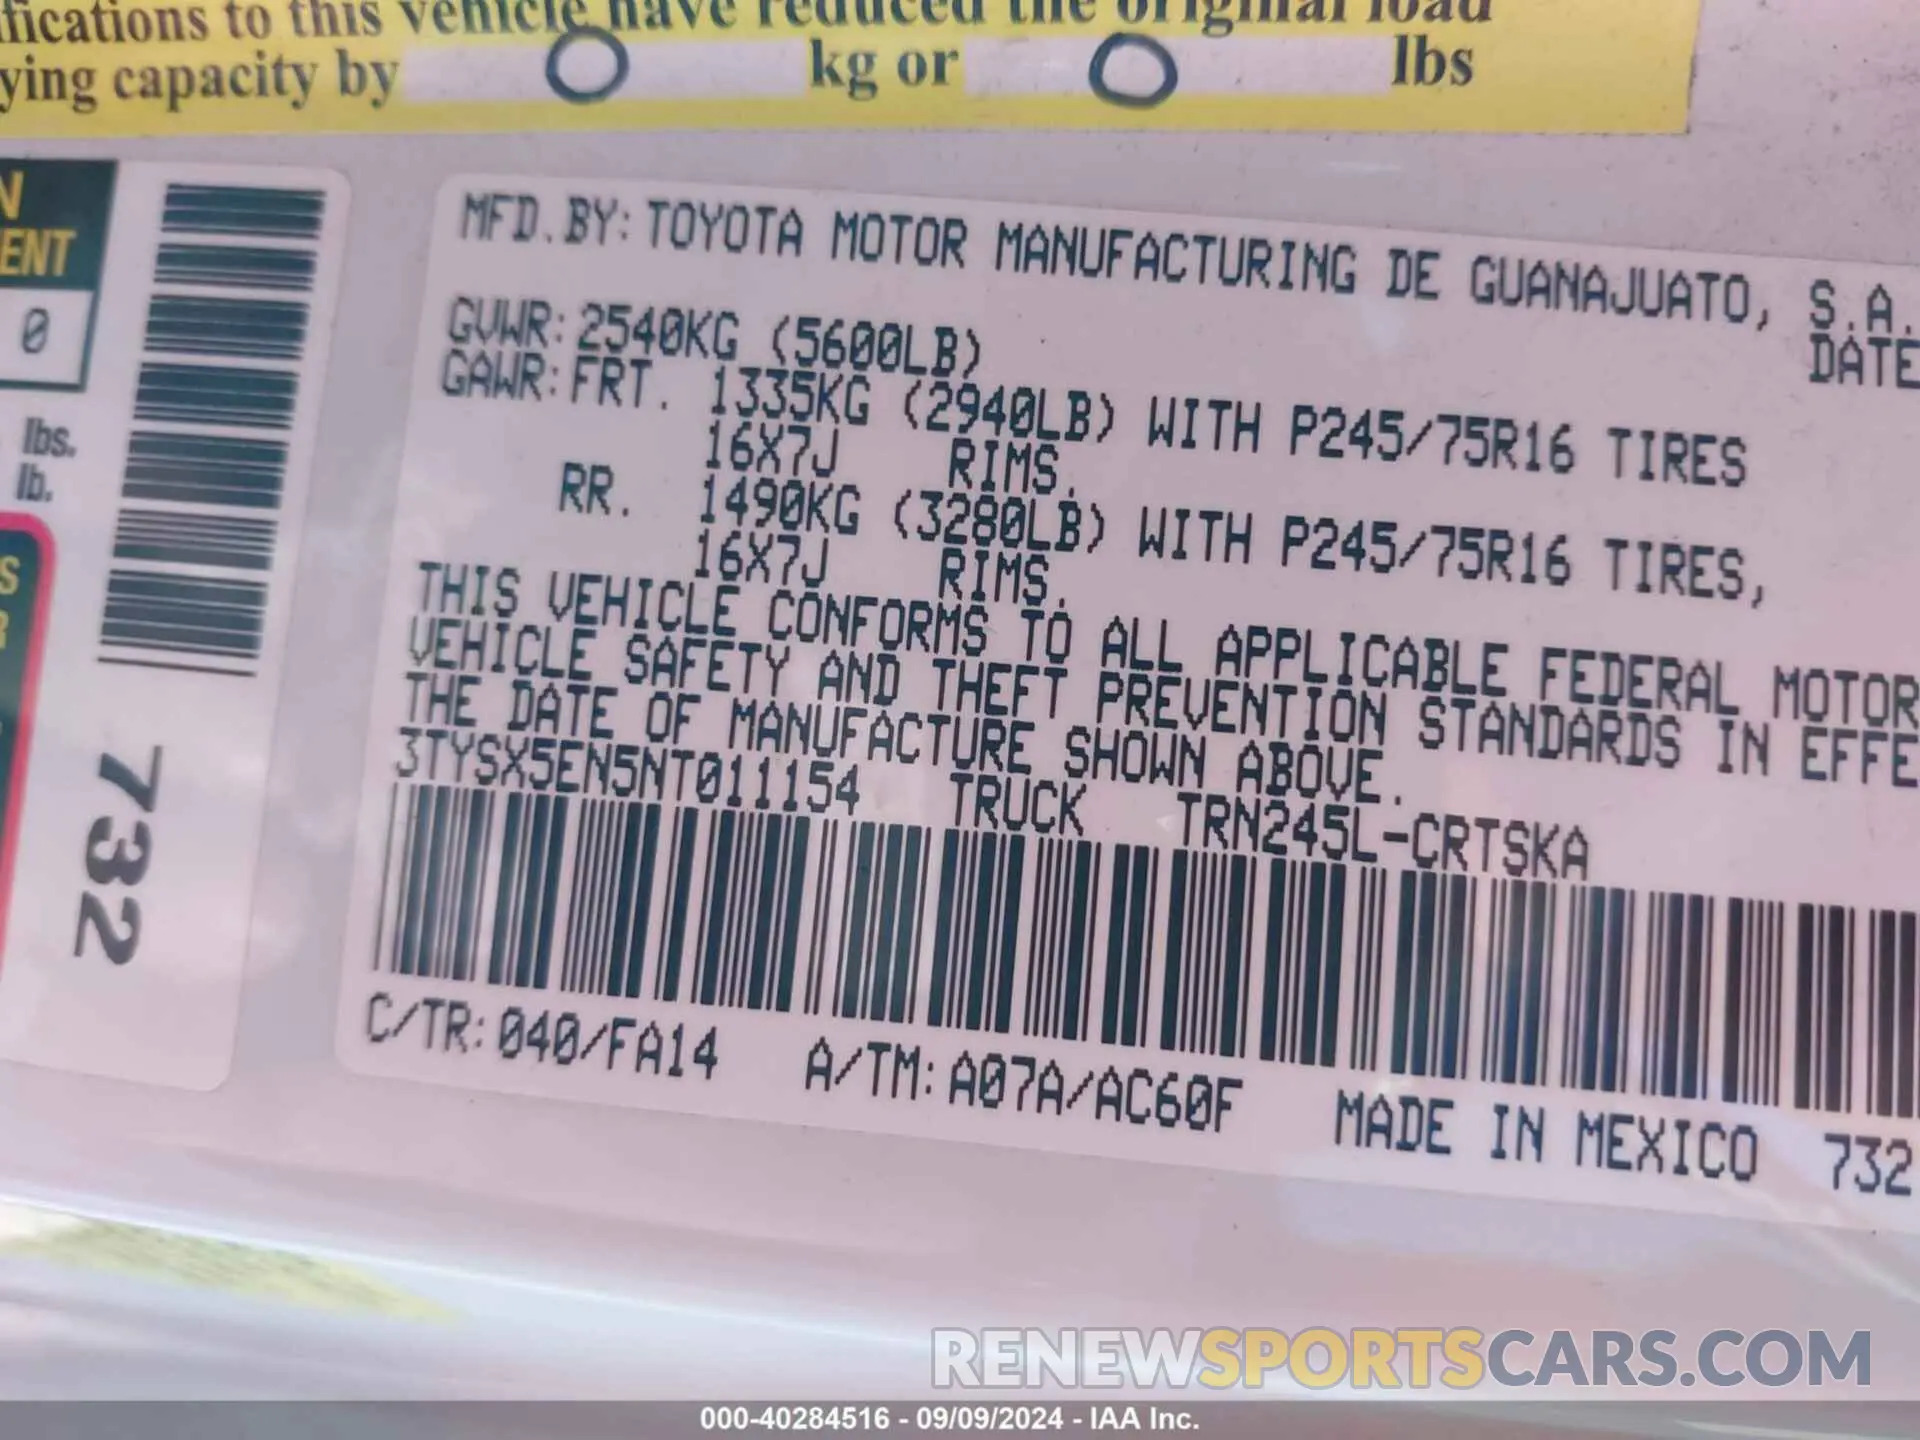 fications to this vehicle have reduced the original load
ying capacity by O kg or O lbs
N
ENT
0
lbs.
lb.
S
R
732
MFD.BY:TOYOTA MOTOR MANUFACTURING DE GUANAJUATO, S.A.
DATE
GVWR:2540KG (5600LB)
GAWR:FRT. 1335KG (2940LB) WITH P245/75R16 TIRES
16X7J RIMS.
RR. 1490KG (3280LB) WITH P245/75R16 TIRES,
16X7J RIMS.
THIS VEHICLE CONFORMS TO ALL APPLICABLE FEDERAL MOTOR
VEHICLE SAFETY AND THEFT PREVENTION STANDARDS IN EFFE
THE DATE OF MANUFACTURE SHOWN ABOVE.
3TYSX5EN5NT011154 TRUCK TRN245L-CRTSKA
C/TR:040/FA14 A/TM:A07A/AC60F MADE IN MEXICO 732
RENEWSPORTSCARS.COM
000-40284516 - 09/09/2024 - IAA Inc.